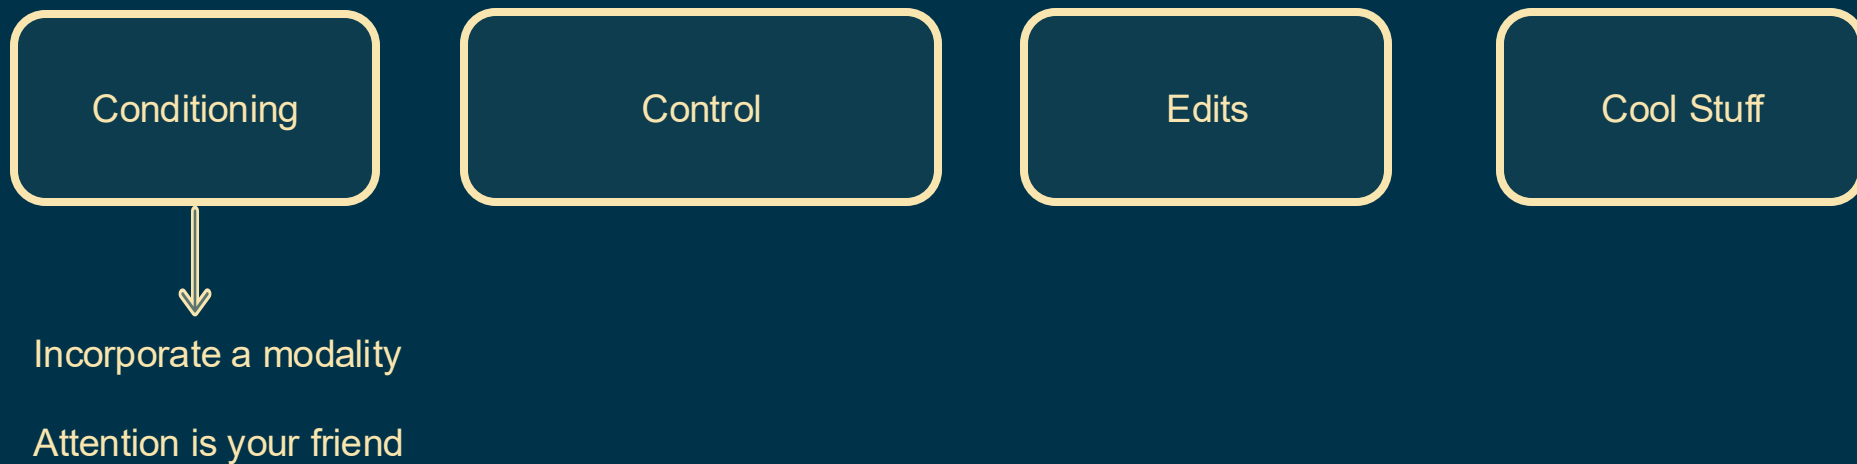 Conditioning
Control
Edits
Cool Stuff
Incorporate a modality
Attention is your friend